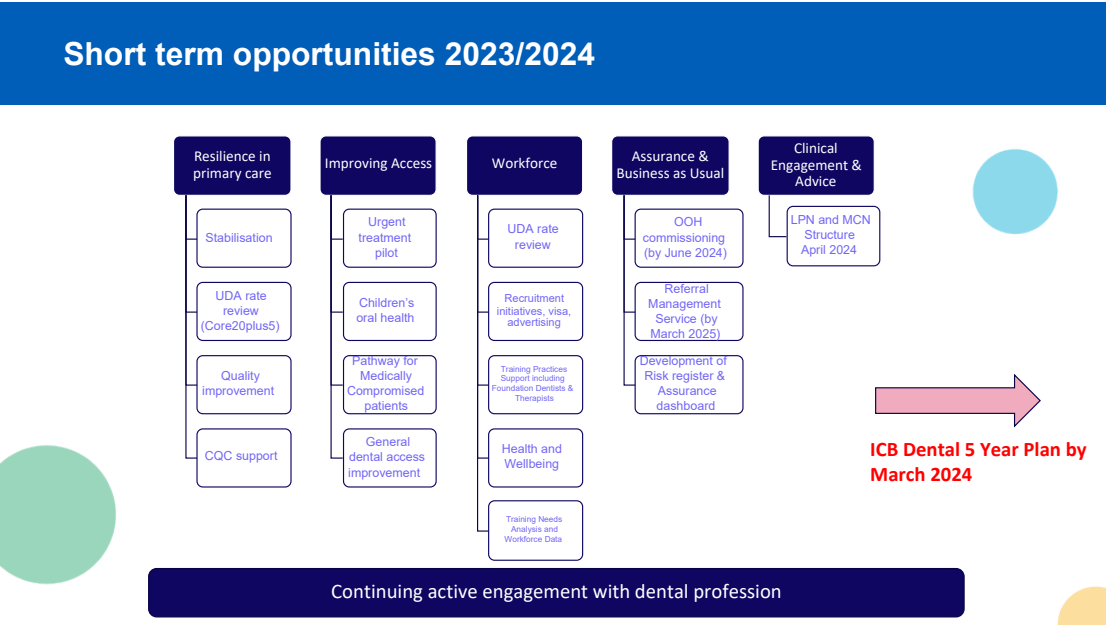 Short term opportunities 2023/2024
Resilience in
primary care
Stabilisation
UDA rate
review
(Core20plus5)
Quality
improvement
CQC support
Improving Access
Urgent
treatment
pilot
Children's
oral health
Pathway for
Medically
Compromised
patients
General
dental access
improvement
Workforce
UDA rate
review
Recruitment
initiatives, visa,
advertising
Training Practices
Support including
Foundation Dentists &
Therapists
Health and
Wellbeing
Training Needs
Analysis and
Workforce Data
Assurance &
Business as Usual
OOH
commissioning
(by June 2024)
Referral
Management
Service (by
March 2025)
Development of
Risk register &
Assurance
dashboard
Clinical
Engagement &
Advice
LPN and MCN
Structure
April 2024
ICB Dental 5 Year Plan by
March 2024
Continuing active engagement with dental profession